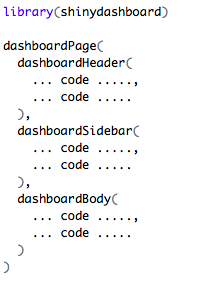 library(shinydashboard)
dashboardPage(
  dashboardHeader(
    ... code .....,
    ... code .....
  ),
  dashboardSidebar(
    ... code .....,
    ... code .....
  ),
  dashboardBody(
    ... code .....,
    ... code .....
  )
)